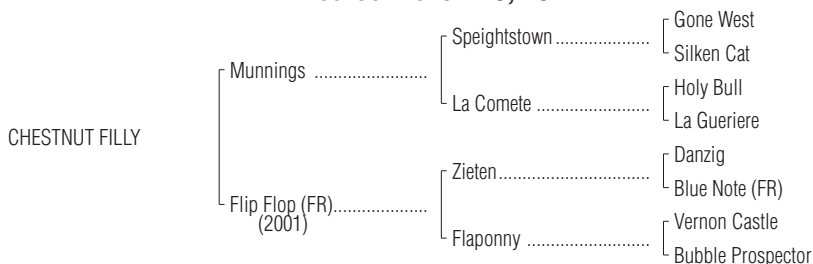 Gone West
Speightstown ....................
Silken Cat
Munnings ........................
Holy Bull
La Comete ........................
La Gueriere
CHESTNUT FILLY
Danzig
Zieten................................
Blue Note (FR)
Flip Flop (FR)....................
(2001)
Vernon Castle
Flaponny ..........................
Bubble Prospector